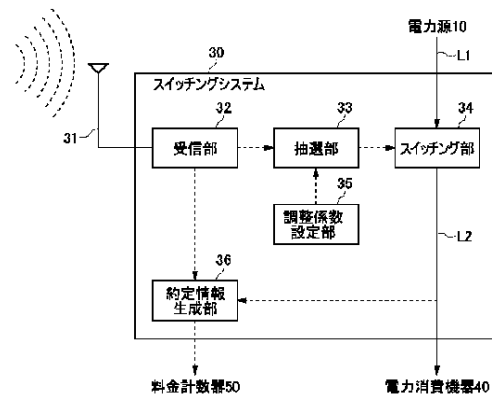 電力源10
30
L1
スイッチングシステム
32
33
34
31
受信部
抽選部
スイッチング部
35
調整係数
設定部
L2
36
約定情報
生成部
料金計数器50
電力消費機器40